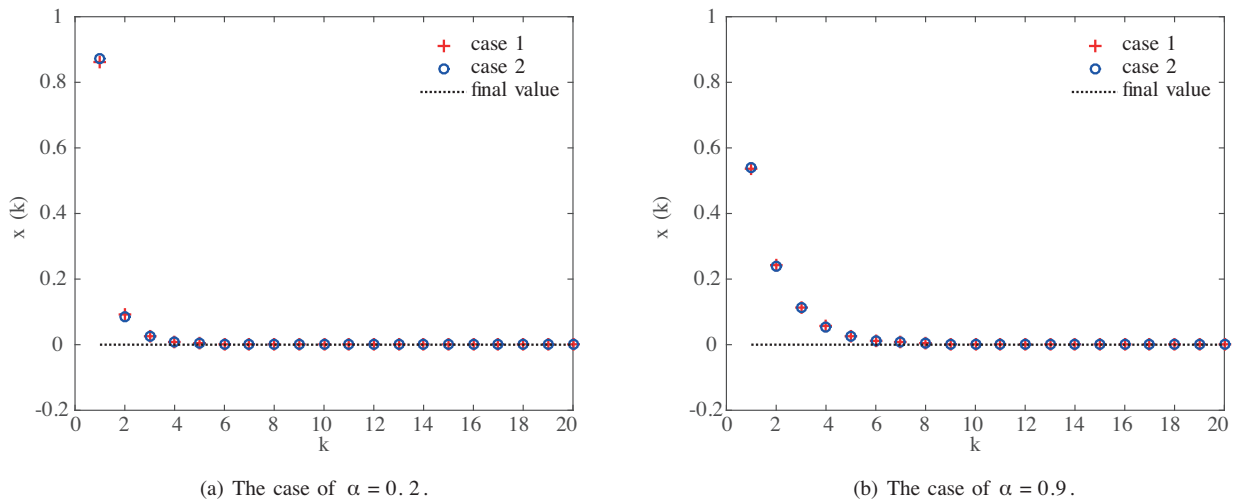 1
0.8
0.6
0.4
0.2
0
-0.2
x (k)
0 2 4 6 8 10 12 14 16 18 20
k
case 1
case 2
final value
(a) The case of α = 0. 2 .
1
0.8
0.6
0.4
0.2
0
-0.2
x (k)
0 2 4 6 8 10 12 14 16 18 20
k
case 1
case 2
final value
(b) The case of α = 0.9 .